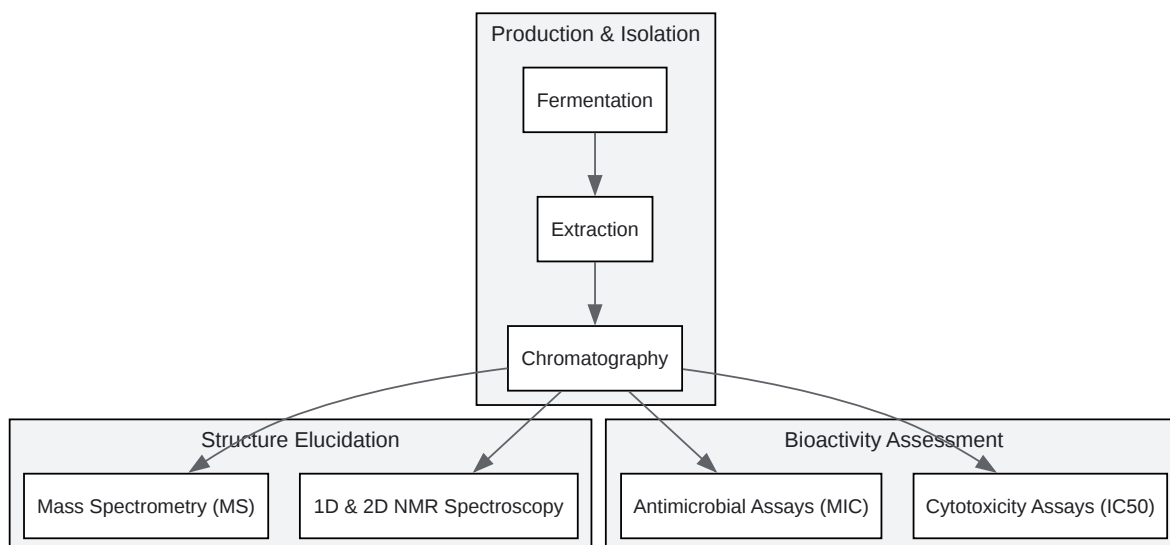 Production & Isolation
Fermentation
Extraction
Chromatography
Structure Elucidation
Mass Spectrometry (MS)
1D & 2D NMR Spectroscopy
Bioactivity Assessment
Antimicrobial Assays (MIC)
Cytotoxicity Assays (IC50)